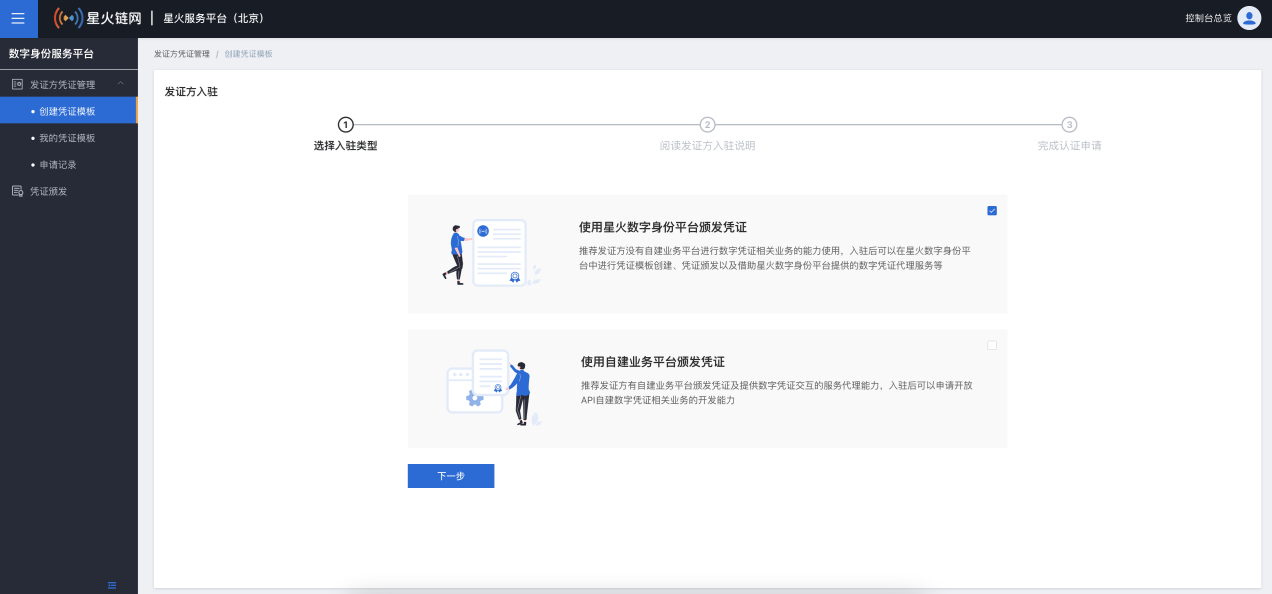 星火链网 | 星火服务平台（北京）
控制台总览
数字身份服务平台
发证方凭证管理
创建凭证模板
我的凭证模板
申请记录
凭证颁发
发证方凭证管理 / 创建凭证模板
发证方入驻
1
2
3
选择入驻类型
阅读发证方入驻说明
完成认证申请
使用星火数字身份平台颁发凭证
推荐发证方没有自建业务平台进行数字凭证相关业务的能力使用，入驻后可以在星火数字身份平
台中进行凭证模板创建、凭证颁发以及借助星火数字身份平台提供的数字凭证代理服务等
使用自建业务平台颁发凭证
推荐发证方有自建业务平台颁发凭证及提供数字凭证交互的服务代理能力，入驻后可以申请开放
API自建数字凭证相关业务的开发能力
下一步